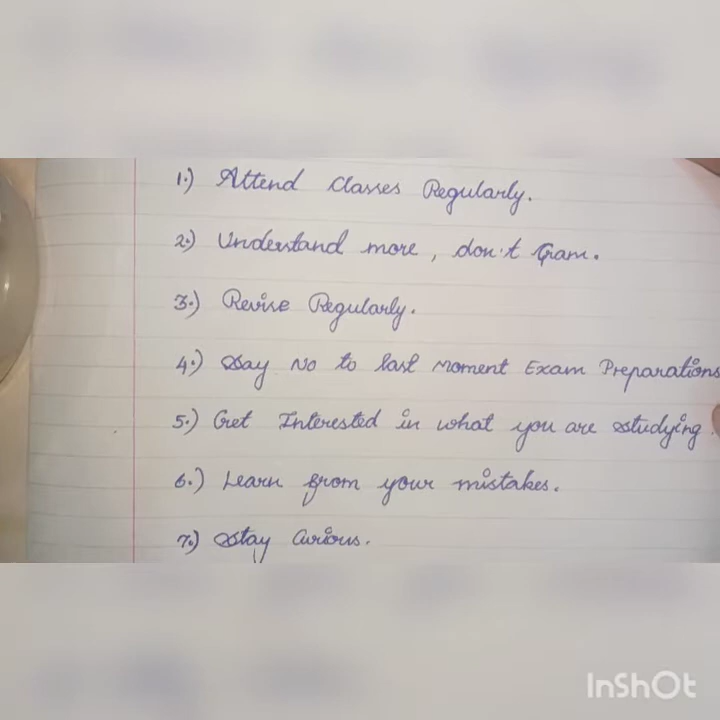 1.) Attend classes Regularly.
2.) Understand more, don't Cram.
3.) Revise Regularly.
4.) Say No to last Moment Exam Preparations
5.) Get Interested in what you are studying.
6.) Learn from your mistakes.
7.) Stay Curious.
InShOt